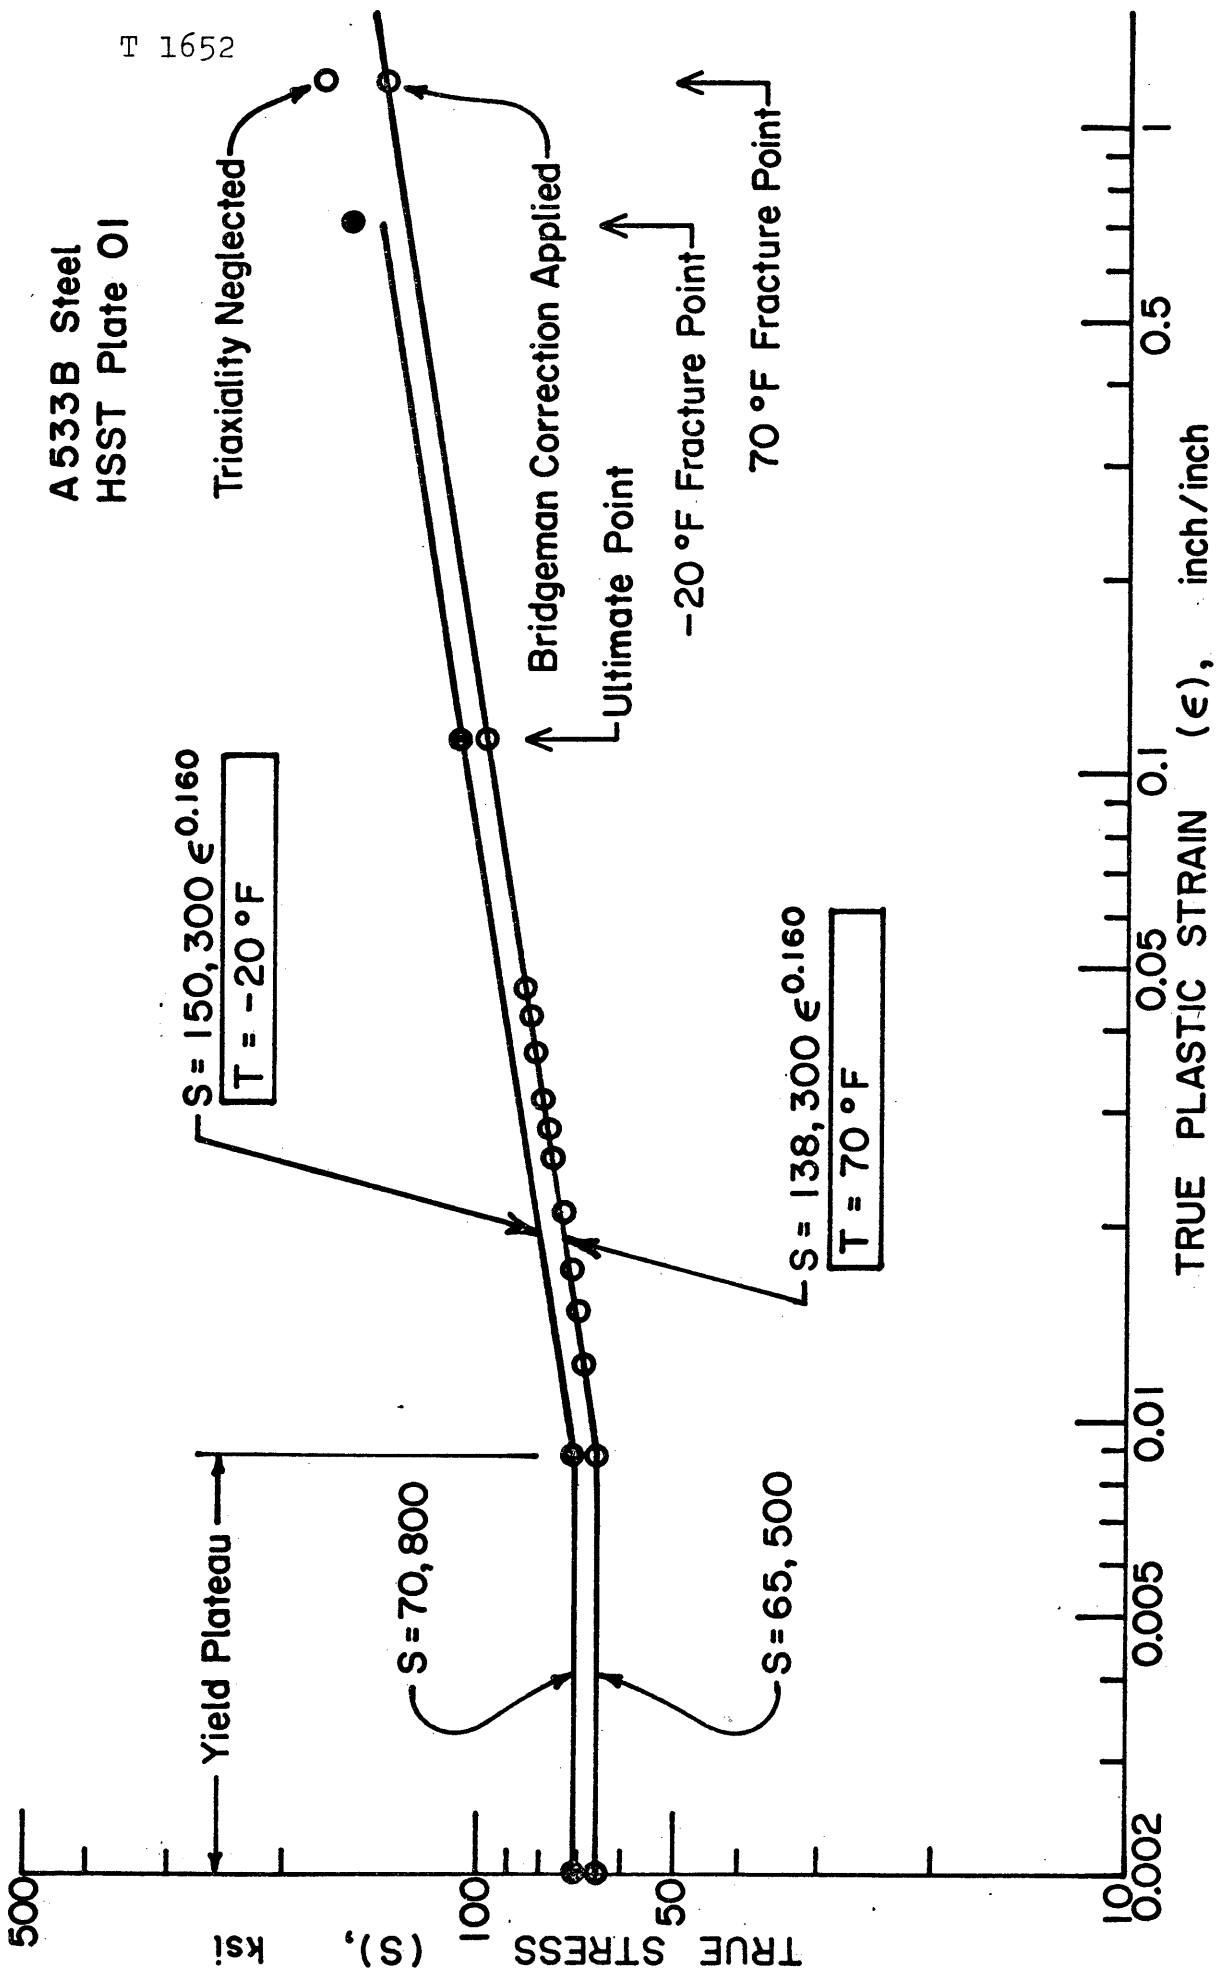 T 1652
A533B Steel
HSST Plate 01
Triaxiality Neglected
Bridgeman Correction Applied
Ultimate Point
-20 °F Fracture Point
70 °F Fracture Point
S = 150,300 ϵ^0.160
T = -20 °F
S = 138,300 ϵ^0.160
T = 70 °F
Yield Plateau
S = 70,800
S = 65,500
500
100
50
10
TRUE STRESS (S), ksi
0.002
0.005
0.01
0.05
0.1
0.5
1
TRUE PLASTIC STRAIN (ϵ), inch/inch